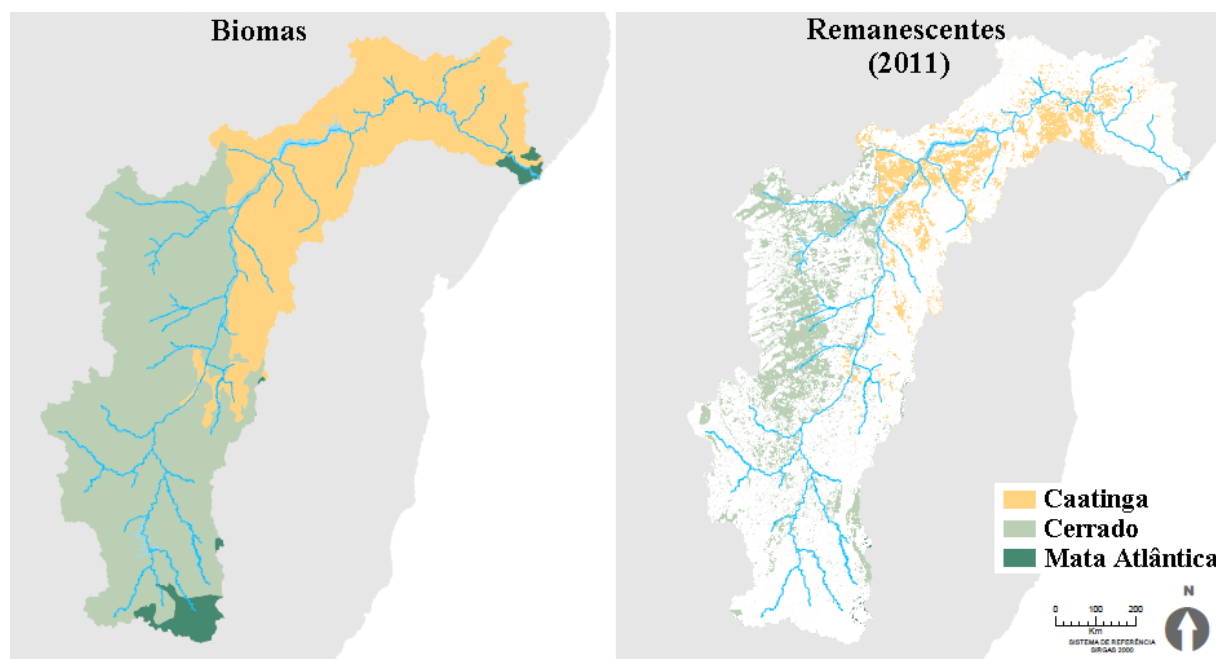 Biomas
Remanescentes
(2011)
Caatinga
Cerrado
Mata Atlântica
N
0 100 200
Km
SISTEMA DE REFERÊNCIA
SIRGAS 2000